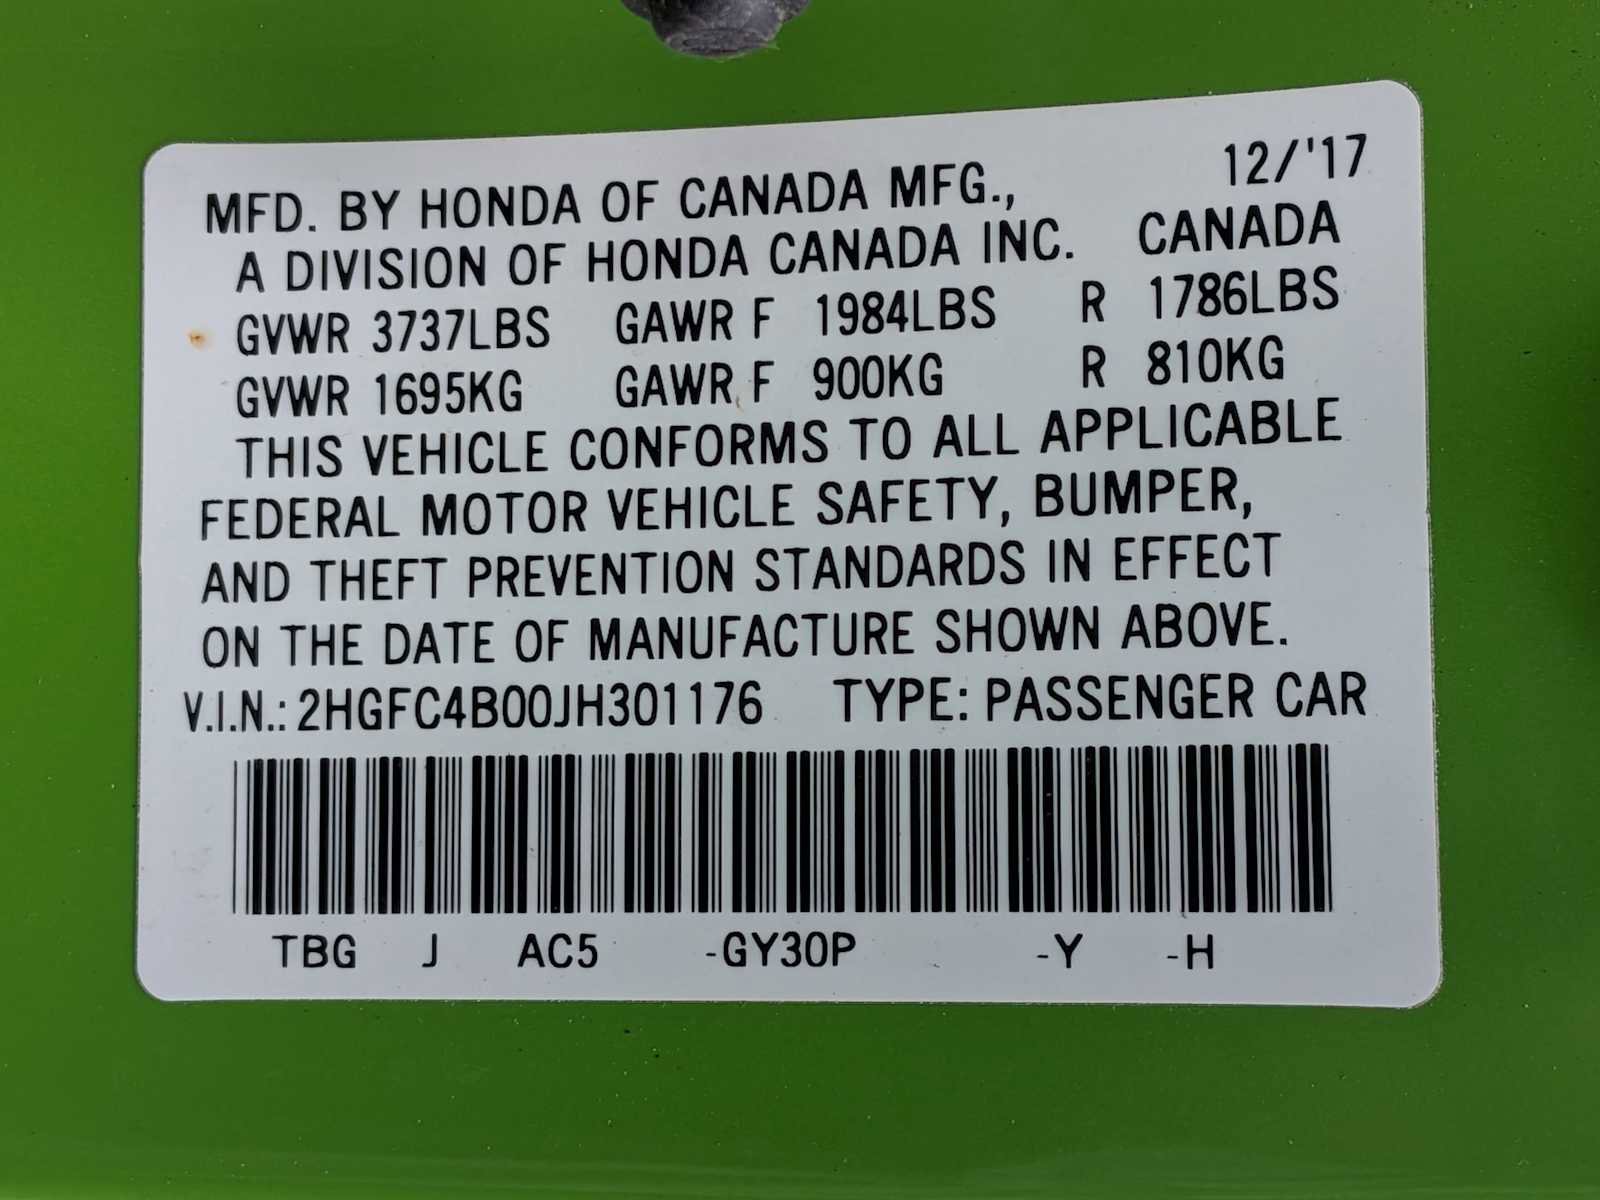 MFD. BY HONDA OF CANADA MFG., 12/'17
A DIVISION OF HONDA CANADA INC. CANADA
GVWR 3737LBS GAWR F 1984LBS R 1786LBS
GVWR 1695KG GAWR F 900KG R 810KG
THIS VEHICLE CONFORMS TO ALL APPLICABLE
FEDERAL MOTOR VEHICLE SAFETY, BUMPER,
AND THEFT PREVENTION STANDARDS IN EFFECT
ON THE DATE OF MANUFACTURE SHOWN ABOVE.
V.I.N.: 2HGFC4B00JH301176 TYPE: PASSENGER CAR
TBG J AC5 -GY30P -Y -H